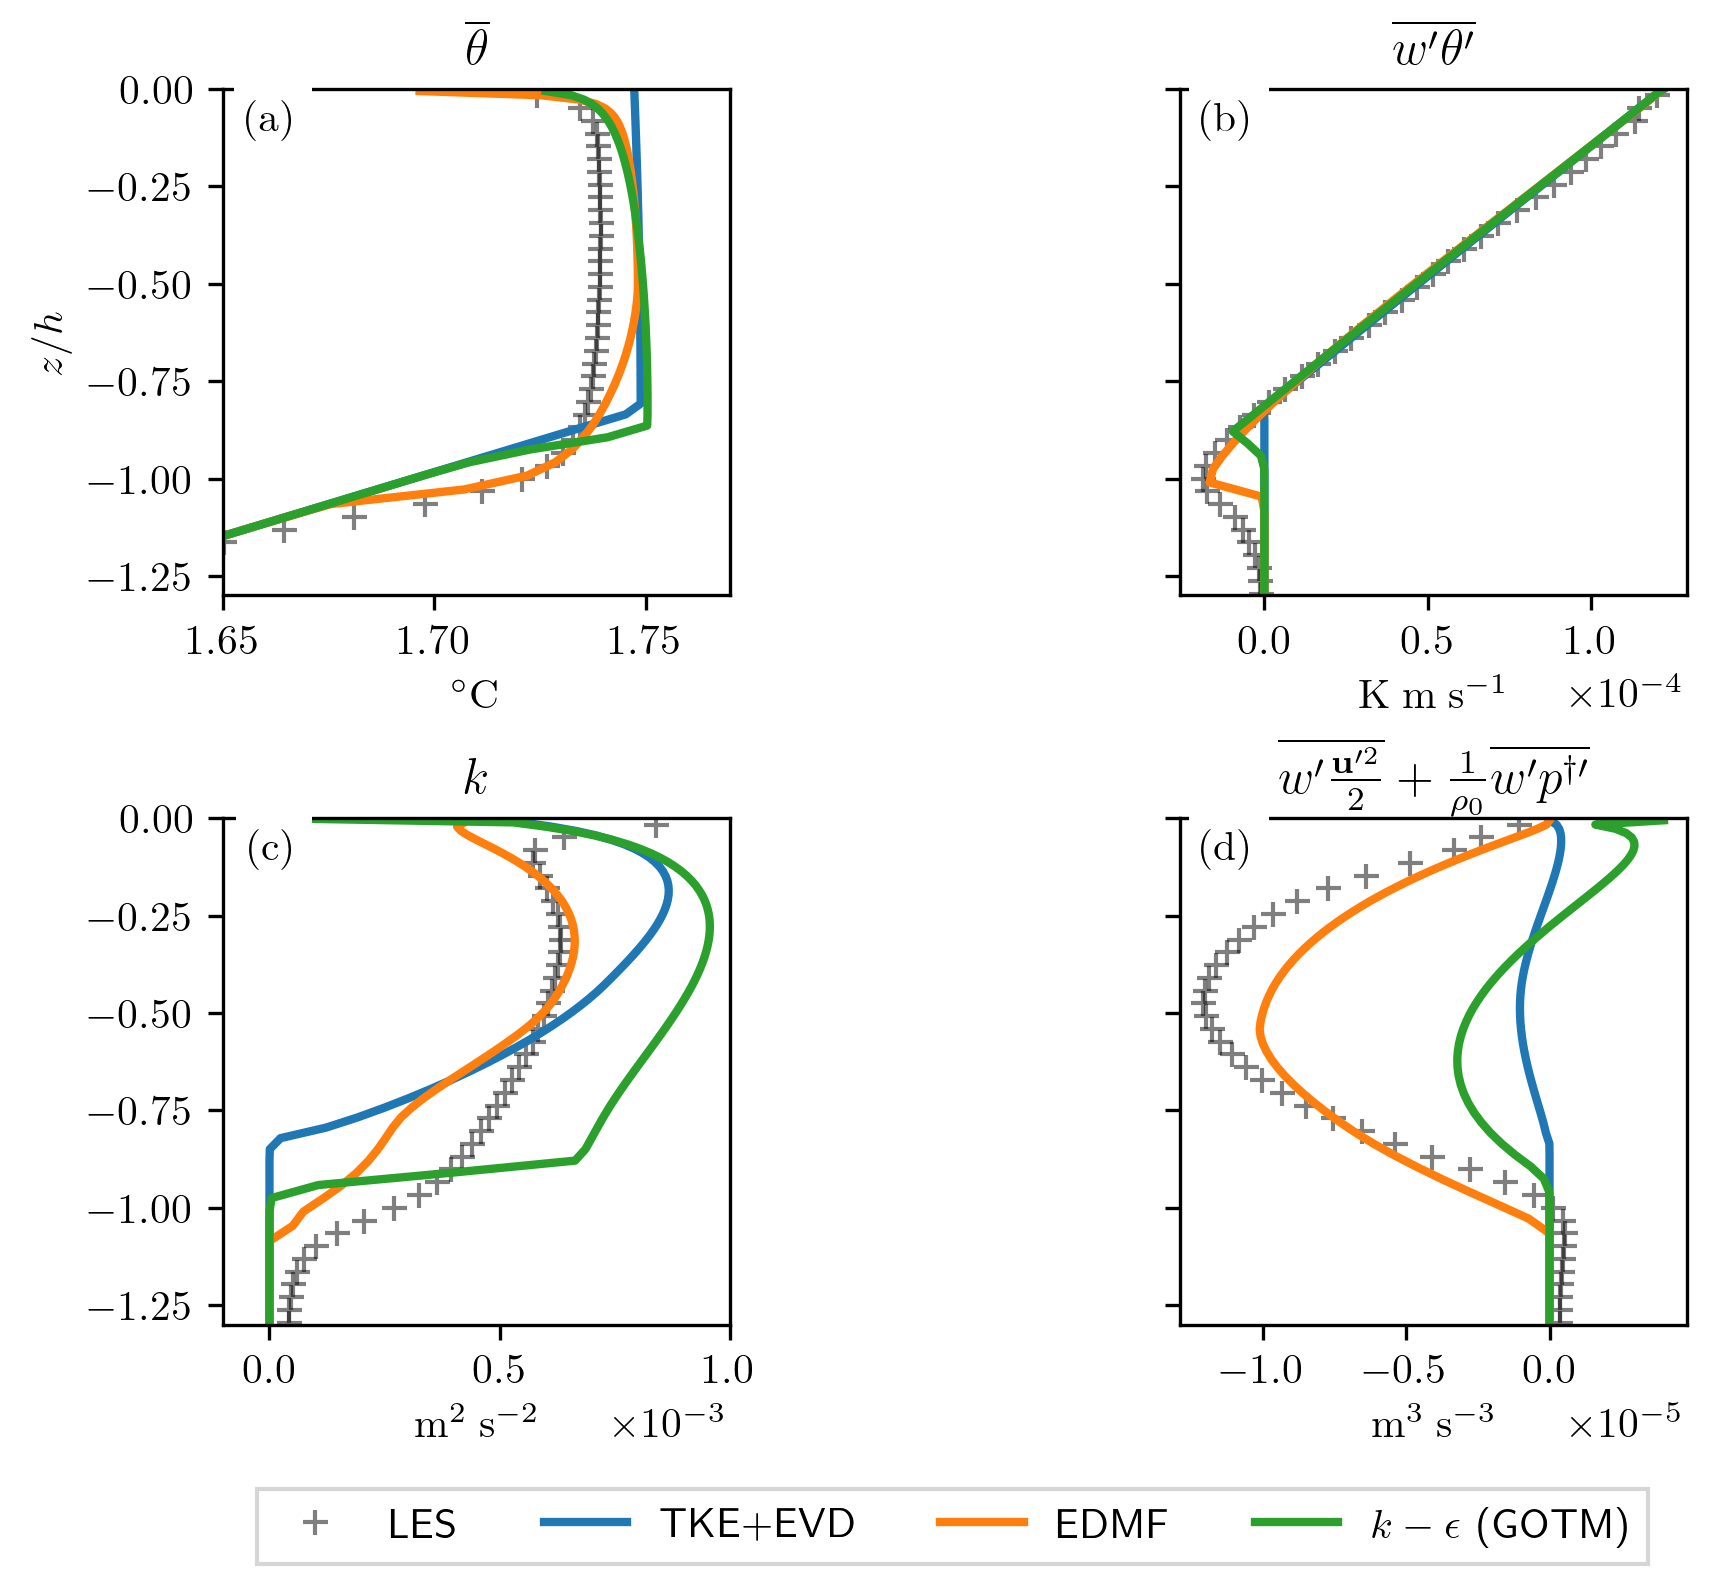 θ̅
w′θ′
0.00
(a)
(b)
−0.25
−0.50
z/h
−0.75
−1.00
−1.25
1.65 1.70 1.75
0.0 0.5 1.0
°C
K m s⁻¹ ×10⁻⁴
k
w′ u′²/2 + 1/ρ₀ w′p†′
0.00
(c)
(d)
−0.25
−0.50
−0.75
−1.00
−1.25
0.0 0.5 1.0
−1.0 −0.5 0.0
m² s⁻² ×10⁻³
m³ s⁻³ ×10⁻⁵
LES TKE+EVD EDMF k − ϵ (GOTM)